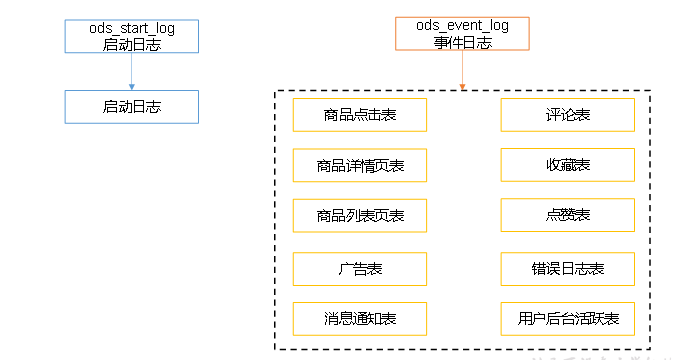 ods_start_log
启动日志
启动日志
ods_event_log
事件日志
商品点击表
评论表
商品详情页表
收藏表
商品列表页表
点赞表
广告表
错误日志表
消息通知表
用户后台活跃表